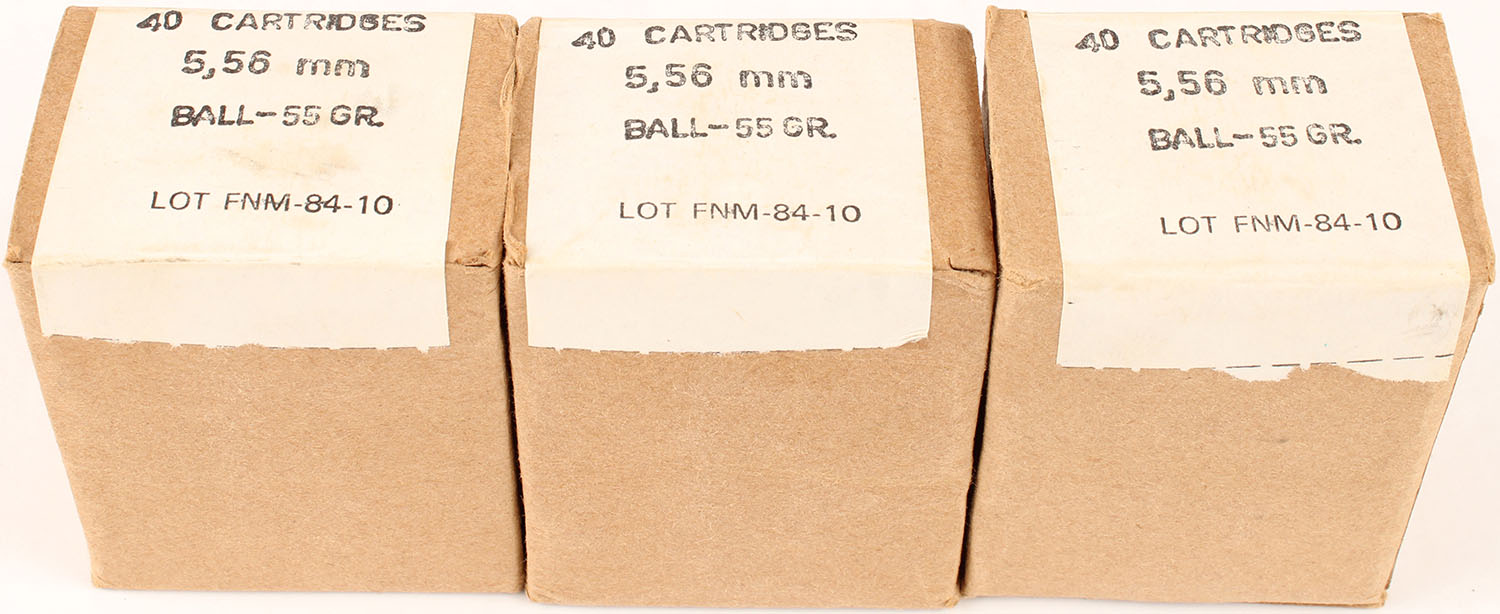 40 CARTRIDGES
5,56 mm
BALL-55 GR.
LOT FNM-84-10
40 CARTRIDGES
5,56 mm
BALL-55 GR.
LOT FNM-84-10
40 CARTRIDGES
5,56 mm
BALL-55 GR.
LOT FNM-84-10